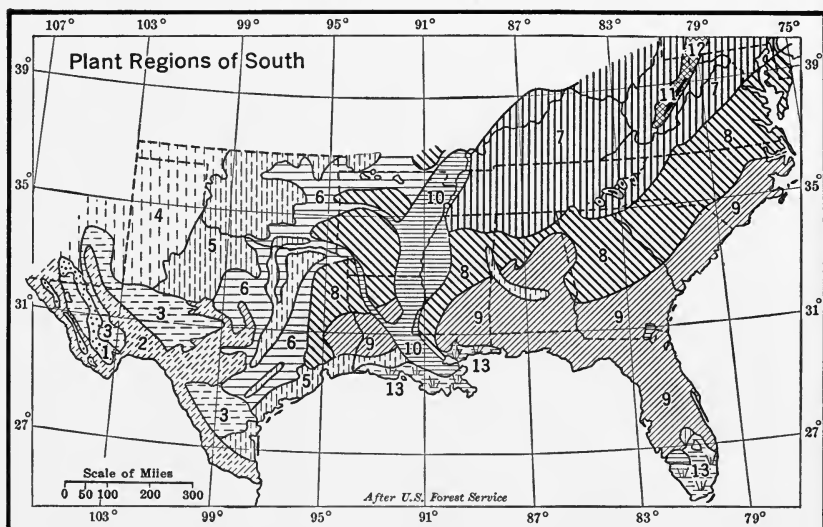 107° 103° 99° 95° 91° 87° 83° 79° 75°
Plant Regions of South
39° 39°
12
11 7
7
8
35° 6 10 35°
4 9
5
8
6 8
31° 3 8 9 9 31°
3 2 9 10
1 6
5 13
13
3 9
27° 27°
13
Scale of Miles
0 50 100 200 300
After U.S. Forest Service
103° 99° 95° 91° 87° 83° 79°